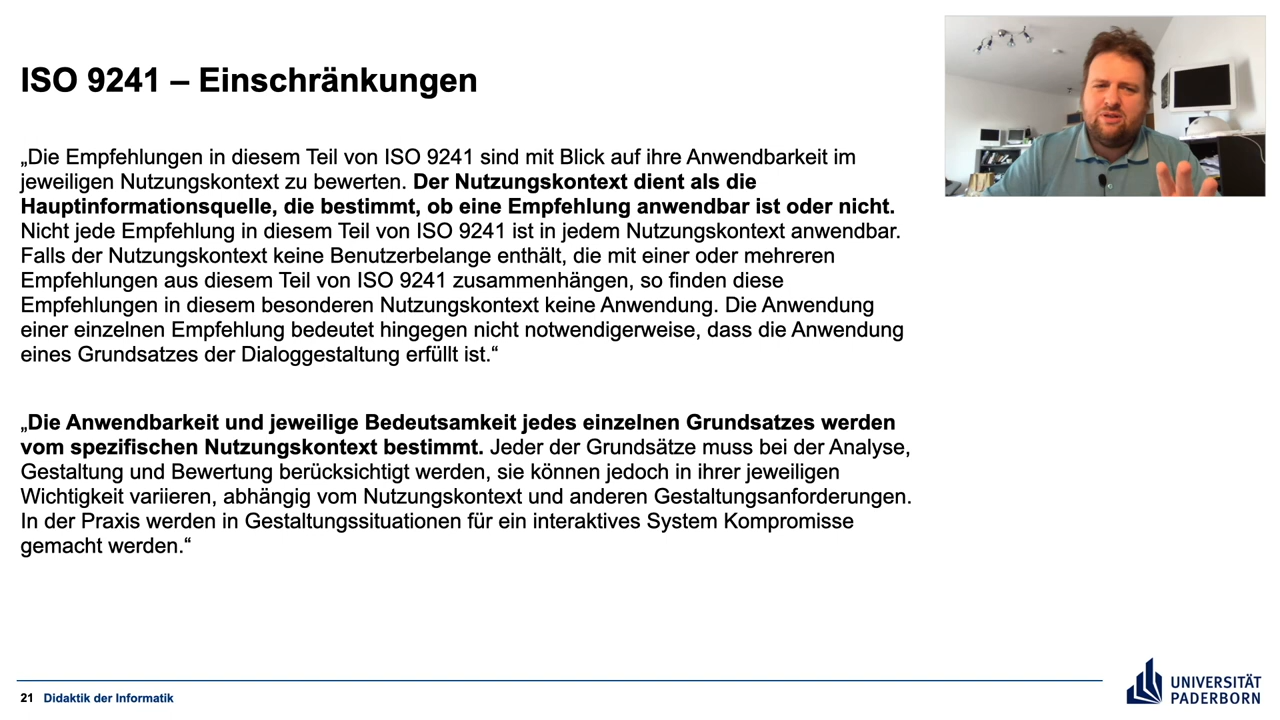 ISO 9241 – Einschränkungen
„Die Empfehlungen in diesem Teil von ISO 9241 sind mit Blick auf ihre Anwendbarkeit im
jeweiligen Nutzungskontext zu bewerten. Der Nutzungskontext dient als die
Hauptinformationsquelle, die bestimmt, ob eine Empfehlung anwendbar ist oder nicht.
Nicht jede Empfehlung in diesem Teil von ISO 9241 ist in jedem Nutzungskontext anwendbar.
Falls der Nutzungskontext keine Benutzerbelange enthält, die mit einer oder mehreren
Empfehlungen aus diesem Teil von ISO 9241 zusammenhängen, so finden diese
Empfehlungen in diesem besonderen Nutzungskontext keine Anwendung. Die Anwendung
einer einzelnen Empfehlung bedeutet hingegen nicht notwendigerweise, dass die Anwendung
eines Grundsatzes der Dialoggestaltung erfüllt ist.“
„Die Anwendbarkeit und jeweilige Bedeutsamkeit jedes einzelnen Grundsatzes werden
vom spezifischen Nutzungskontext bestimmt. Jeder der Grundsätze muss bei der Analyse,
Gestaltung und Bewertung berücksichtigt werden, sie können jedoch in ihrer jeweiligen
Wichtigkeit variieren, abhängig vom Nutzungskontext und anderen Gestaltungsanforderungen.
In der Praxis werden in Gestaltungssituationen für ein interaktives System Kompromisse
gemacht werden.“
21 Didaktik der Informatik
UNIVERSITÄT
PADERBORN